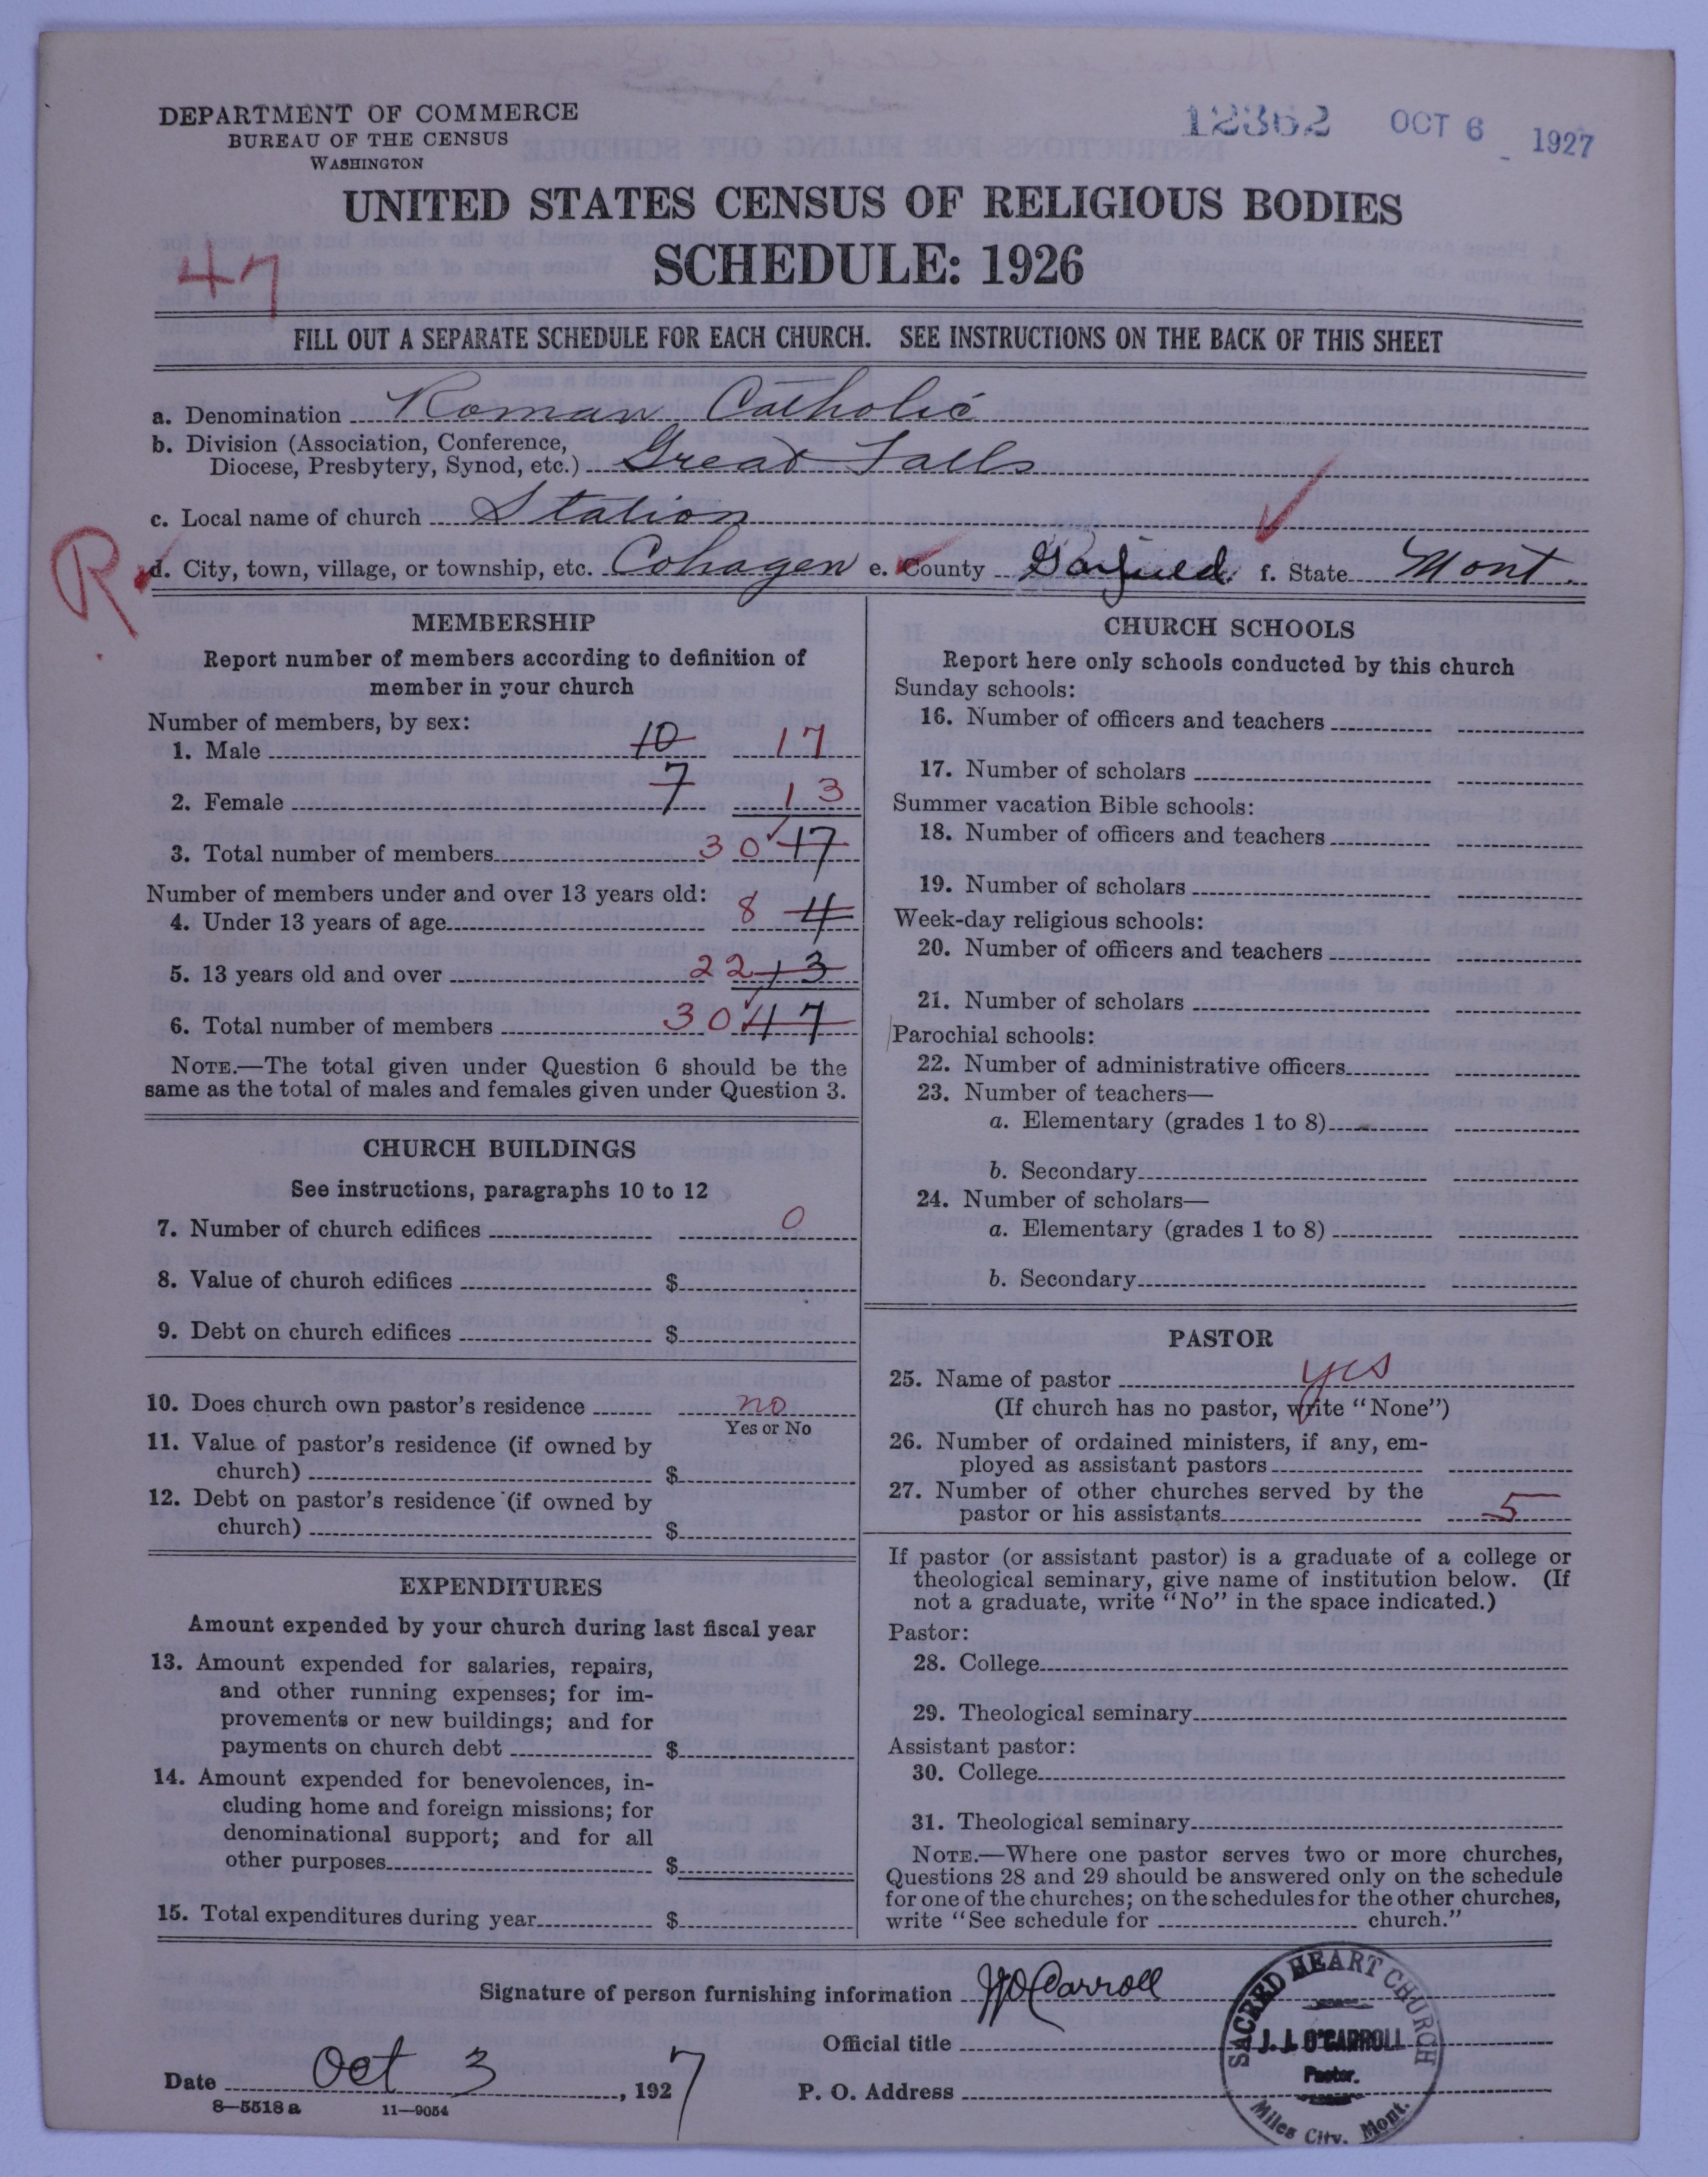 DEPARTMENT OF COMMERCE
BUREAU OF THE CENSUS
WASHINGTON
12362 OCT 6 1927
UNITED STATES CENSUS OF RELIGIOUS BODIES
SCHEDULE: 1926
47
FILL OUT A SEPARATE SCHEDULE FOR EACH CHURCH. SEE INSTRUCTIONS ON THE BACK OF THIS SHEET
a. Denomination Roman Catholic
b. Division (Association, Conference,
Diocese, Presbytery, Synod, etc.) Great Falls
c. Local name of church Station
R
d. City, town, village, or township, etc. Cohagen e. County Garfield f. State Mont.
MEMBERSHIP
Report number of members according to definition of
member in your church
Number of members, by sex:
1. Male 10 17
2. Female 7 13
3. Total number of members 30 17
Number of members under and over 13 years old:
4. Under 13 years of age 8 4
5. 13 years old and over 22 13
6. Total number of members 30 17
NOTE.—The total given under Question 6 should be the
same as the total of males and females given under Question 3.
CHURCH BUILDINGS
See instructions, paragraphs 10 to 12
7. Number of church edifices 0
8. Value of church edifices $
9. Debt on church edifices $
10. Does church own pastor's residence no
Yes or No
11. Value of pastor's residence (if owned by
church) $
12. Debt on pastor's residence (if owned by
church) $
EXPENDITURES
Amount expended by your church during last fiscal year
13. Amount expended for salaries, repairs,
and other running expenses; for im-
provements or new buildings; and for
payments on church debt $
14. Amount expended for benevolences, in-
cluding home and foreign missions; for
denominational support; and for all
other purposes $
15. Total expenditures during year $
CHURCH SCHOOLS
Report here only schools conducted by this church
Sunday schools:
16. Number of officers and teachers
17. Number of scholars
Summer vacation Bible schools:
18. Number of officers and teachers
19. Number of scholars
Week-day religious schools:
20. Number of officers and teachers
21. Number of scholars
Parochial schools:
22. Number of administrative officers
23. Number of teachers—
a. Elementary (grades 1 to 8)
b. Secondary
24. Number of scholars—
a. Elementary (grades 1 to 8)
b. Secondary
PASTOR
25. Name of pastor yes
(If church has no pastor, write "None")
26. Number of ordained ministers, if any, em-
ployed as assistant pastors
27. Number of other churches served by the
pastor or his assistants 5
If pastor (or assistant pastor) is a graduate of a college or
theological seminary, give name of institution below. (If
not a graduate, write "No" in the space indicated.)
Pastor:
28. College
29. Theological seminary
Assistant pastor:
30. College
31. Theological seminary
NOTE.—Where one pastor serves two or more churches,
Questions 28 and 29 should be answered only on the schedule
for one of the churches; on the schedules for the other churches,
write "See schedule for church."
Signature of person furnishing information JJ O'Carroll
Official title
Date Oct 3, 1927 P. O. Address
8—5518 a 11—9054
SACRED HEART CHURCH
J. J. O'CARROLL
Pastor.
Miles City, Mont.